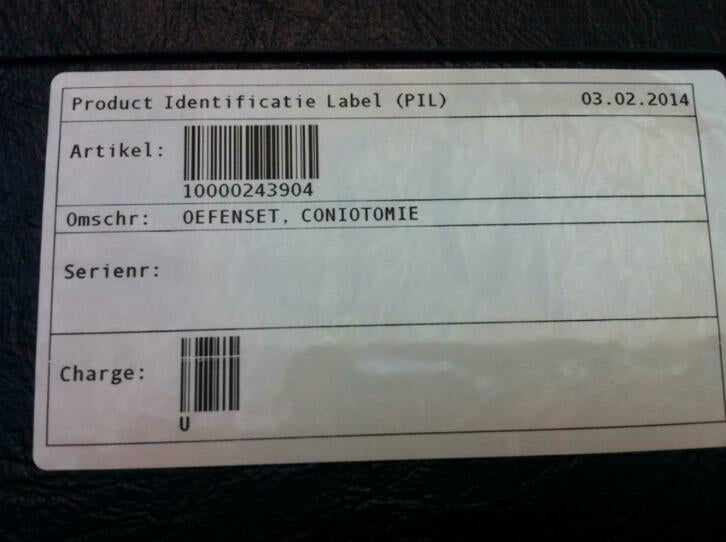 Product Identificatie Label (PIL) 03.02.2014
Artikel:
10000243904
Omschr: OEFENSET, CONIOTOMIE
Serienr:
Charge:
U